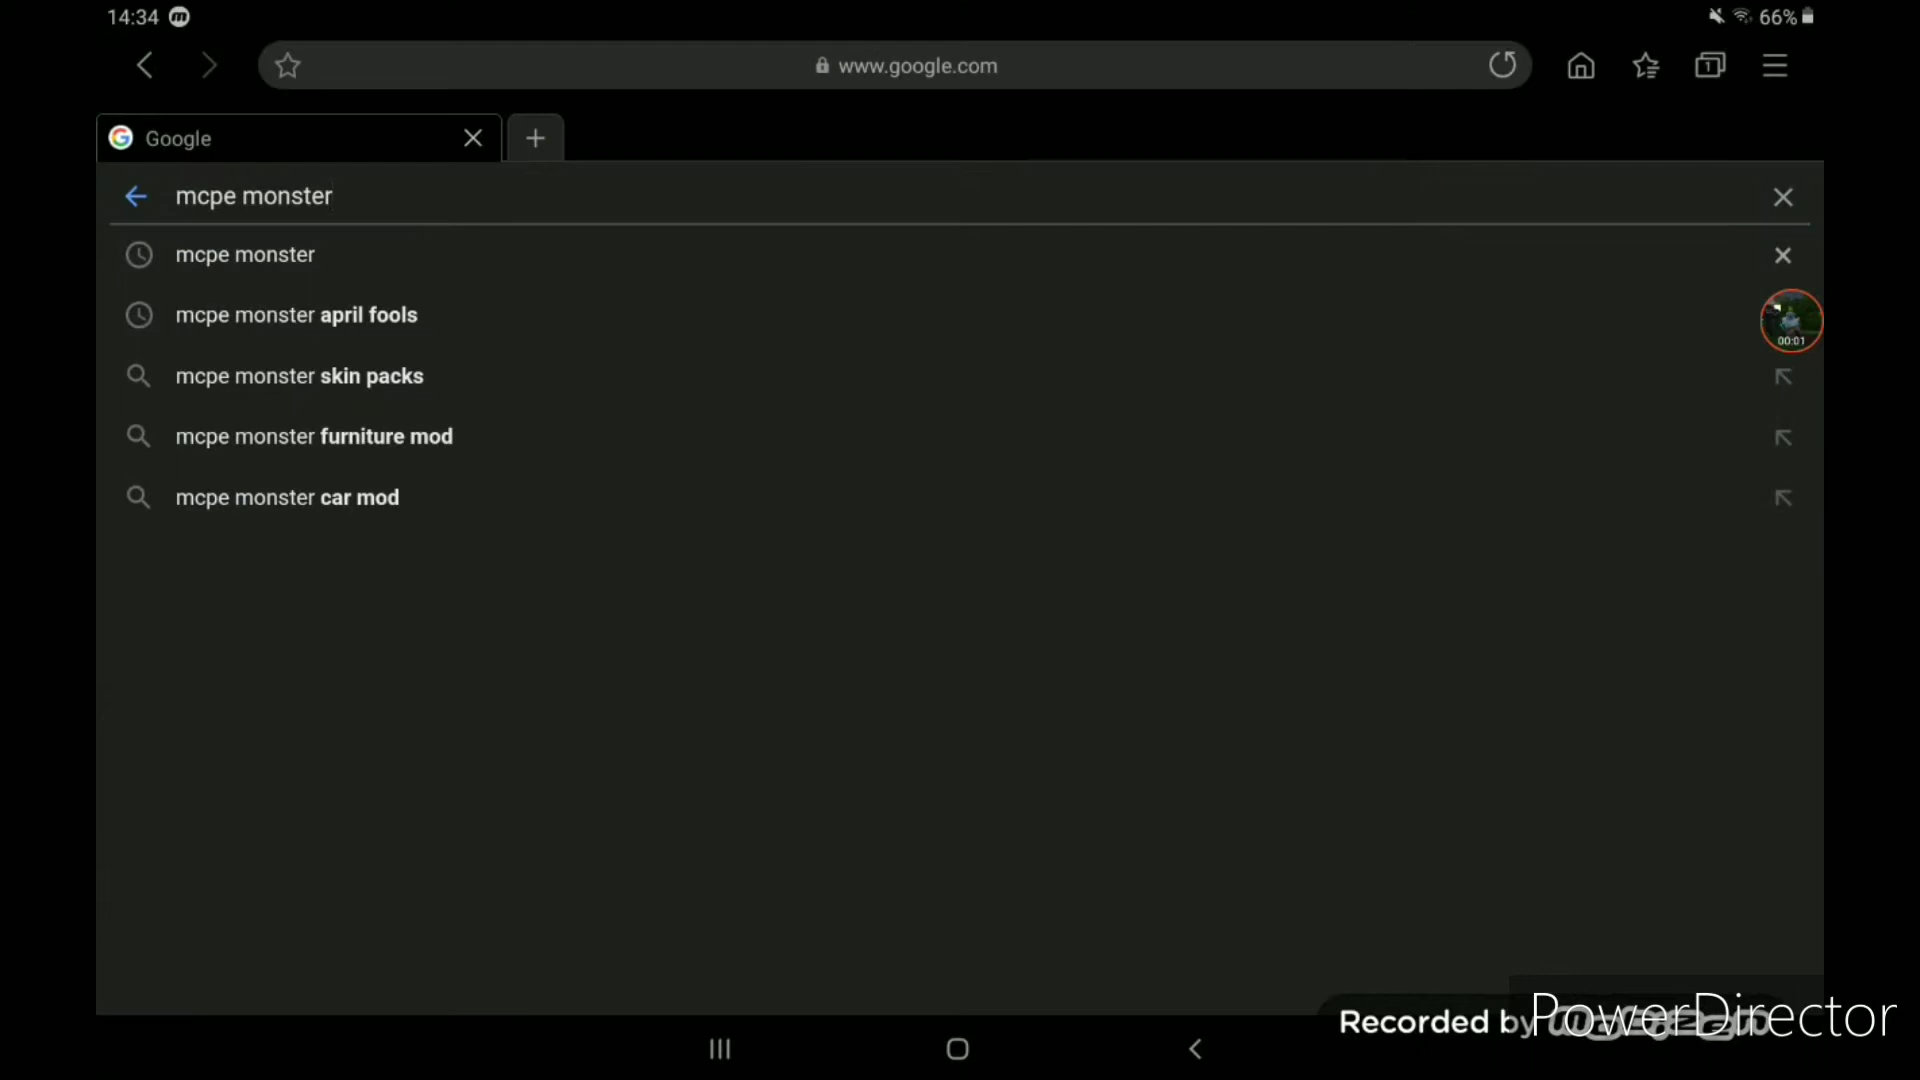 14:34
66%
www.google.com
1
Google
mcpe monster
mcpe monster
mcpe monster april fools
00:01
mcpe monster skin packs
mcpe monster furniture mod
mcpe monster car mod
Recorded by
PowerDirector